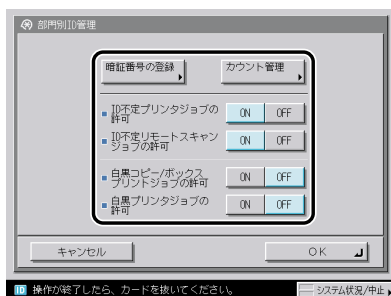 部門別ID管理
暗証番号の登録 カウント管理
ID不定プリンタジョブの
許可 ON OFF
ID不定リモートスキャン
ジョブの許可 ON OFF
白黒コピー/ボックス
プリントジョブの許可 ON OFF
白黒プリンタジョブの
許可 ON OFF
キャンセル OK
ID 操作が終了したら、カードを抜いてください。 システム状況/中止